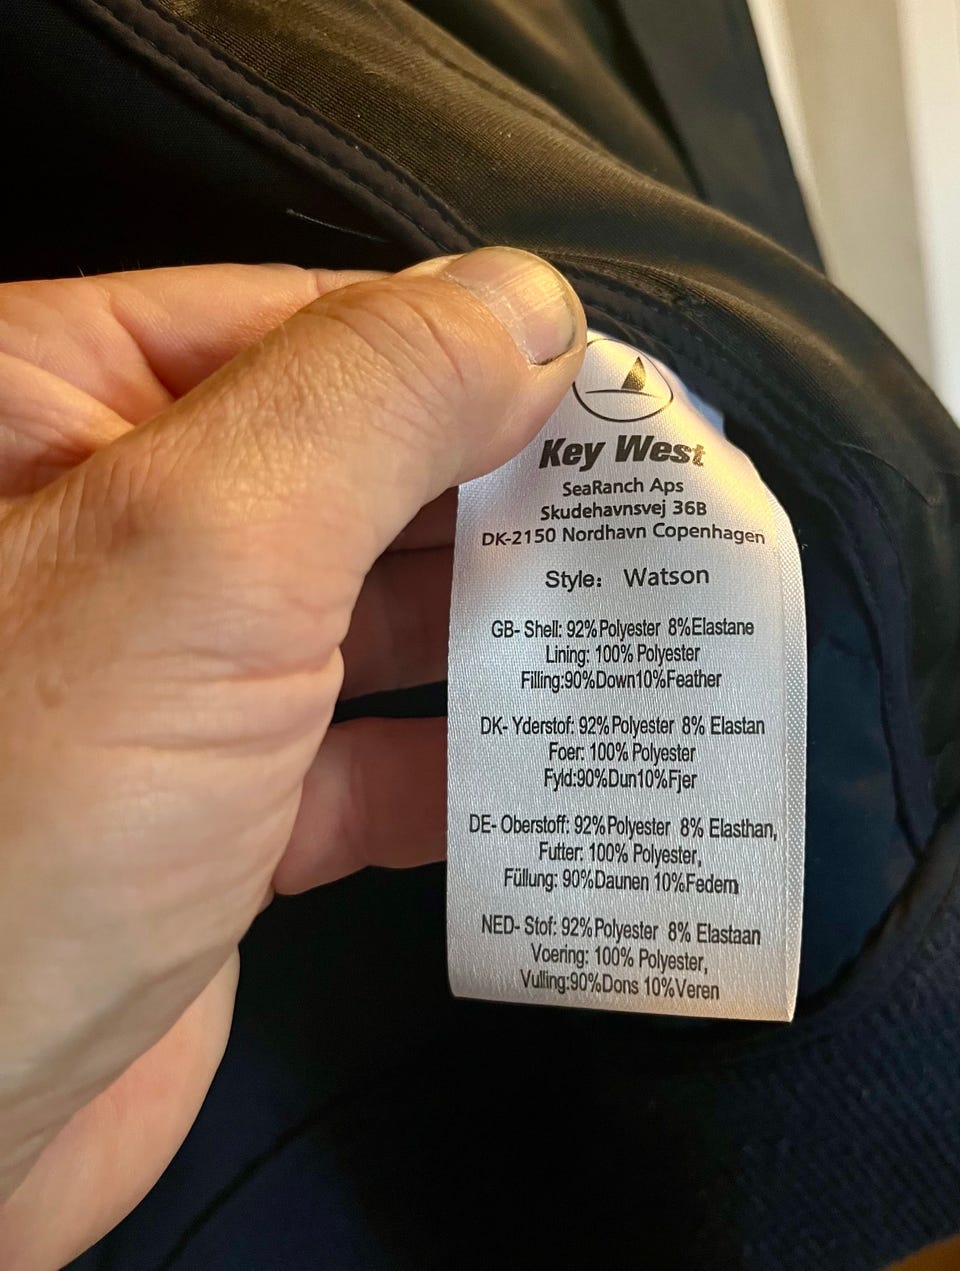 Key West
SeaRanch Aps
Skudehavnsvej 36B
DK-2150 Nordhavn Copenhagen
Style: Watson
GB- Shell: 92%Polyester 8%Elastane
Lining: 100% Polyester
Filling:90%Down10%Feather
DK- Yderstof: 92%Polyester 8% Elastan
Foer: 100% Polyester
Fyld:90%Dun10%Fjer
DE- Oberstoff: 92%Polyester 8% Elasthan,
Futter: 100% Polyester,
Füllung: 90%Daunen 10%Federn
NED- Stof: 92%Polyester 8% Elastaan
Voering: 100% Polyester,
Vulling:90%Dons 10%Veren